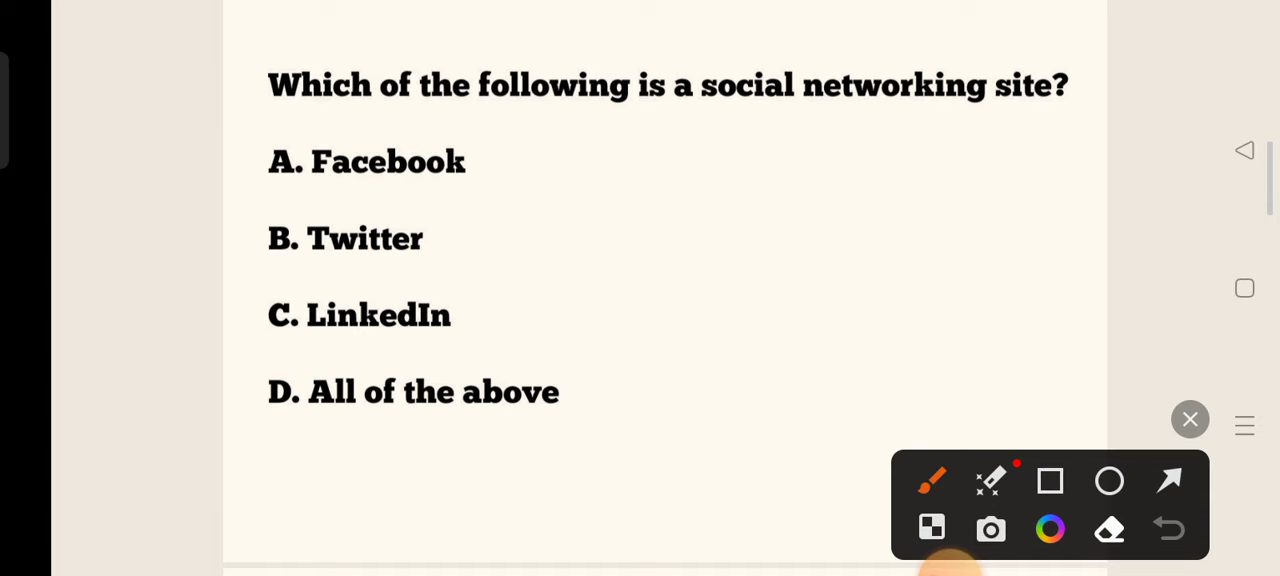 Which of the following is a social networking site?
A. Facebook
B. Twitter
C. LinkedIn
D. All of the above